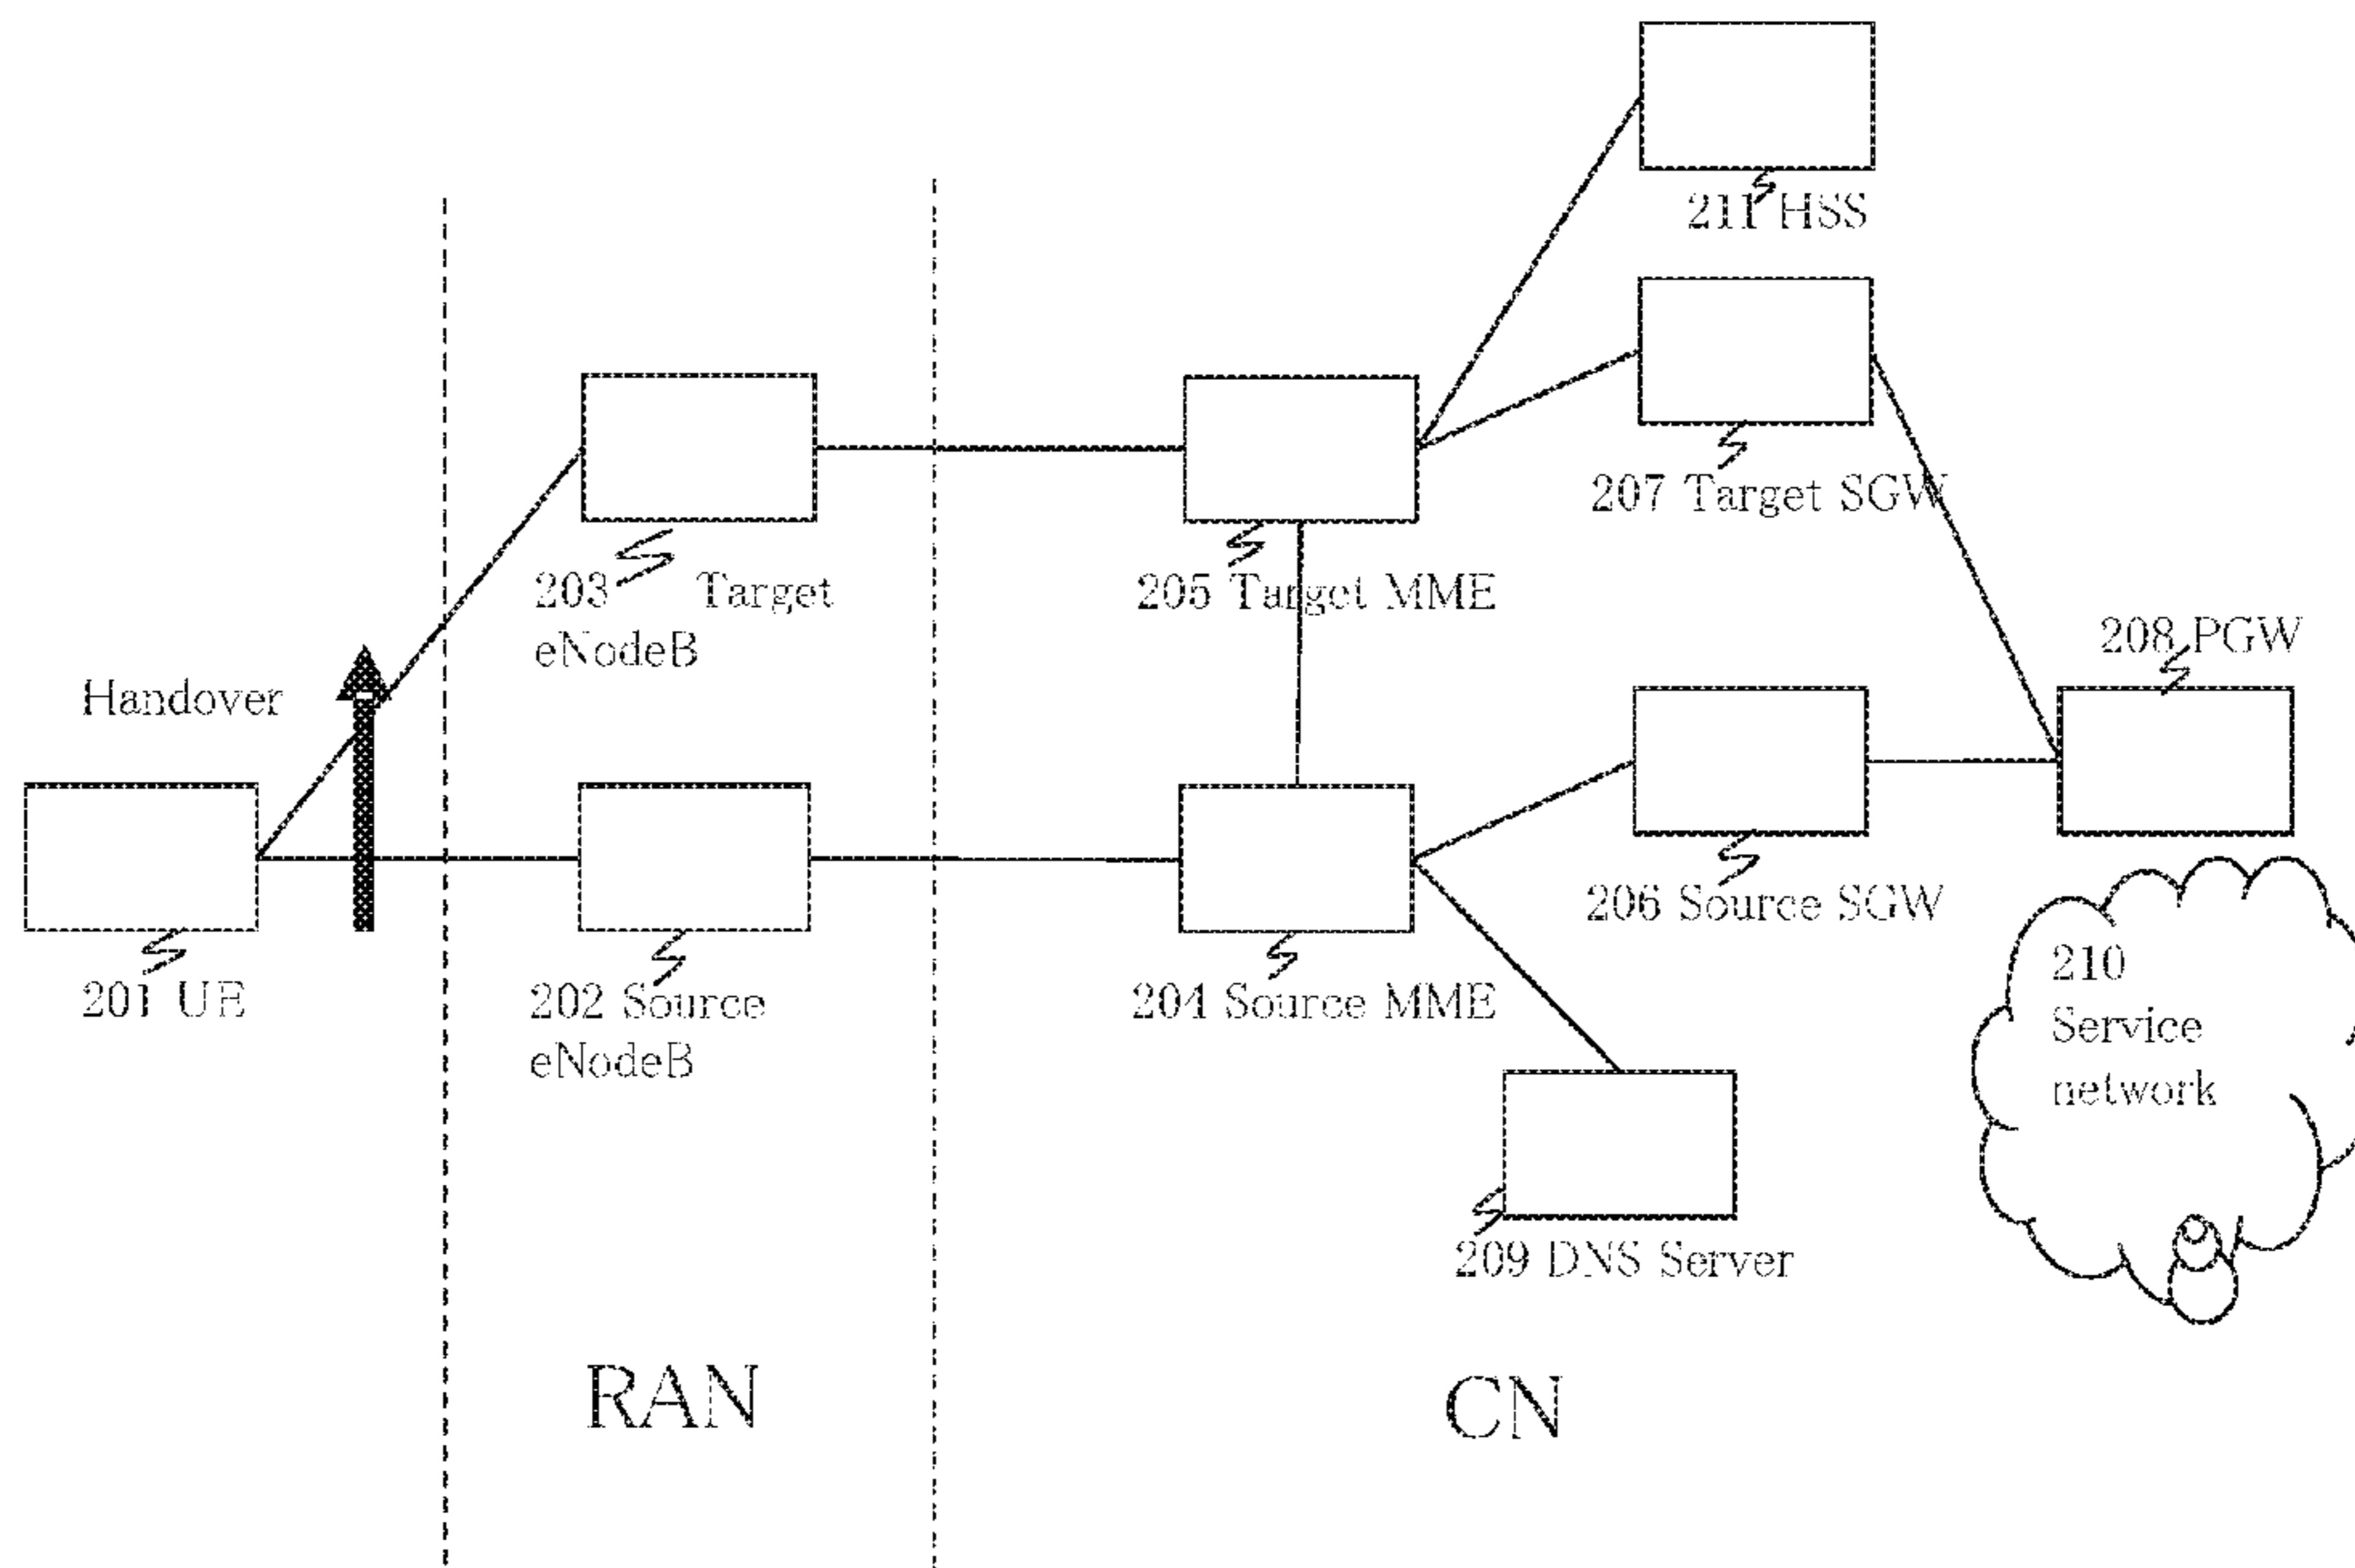 211 HSS
207 Target SGW
203 Target
eNodeB
205 Target MME
208 PGW
Handover
206 Source SGW
201 UE
202 Source
eNodeB
204 Source MME
210
Service
network
209 DNS Server
RAN
CN